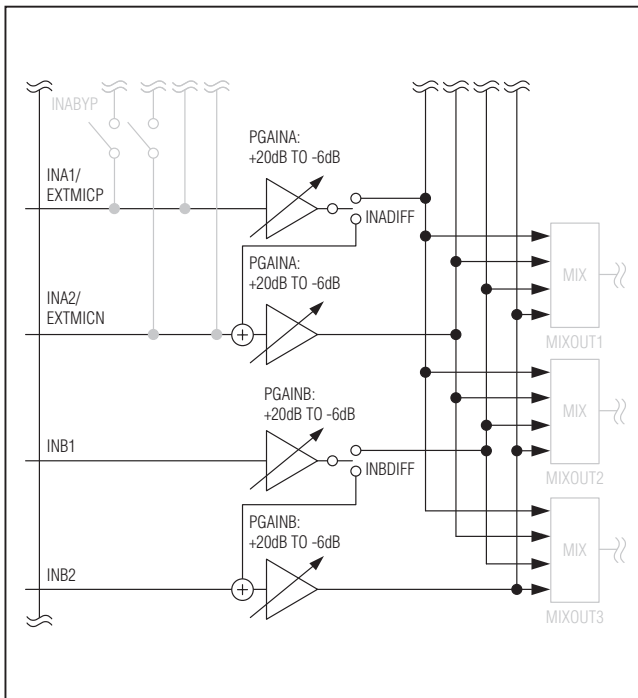 INABYP
PGAINA:
+20dB TO -6dB
INA1/
EXTMICP
INADIFF
PGAINA:
+20dB TO -6dB
INA2/
EXTMICN
MIX
MIXOUT1
PGAINB:
+20dB TO -6dB
INB1
INBDIFF
MIX
MIXOUT2
PGAINB:
+20dB TO -6dB
INB2
MIX
MIXOUT3